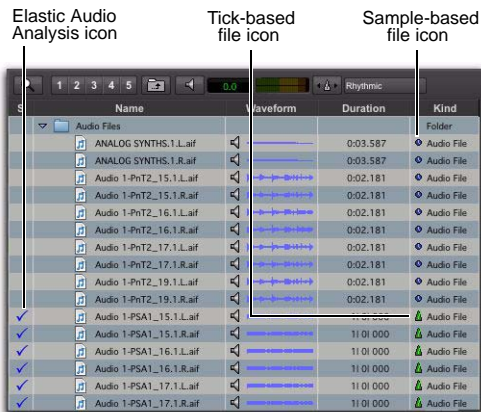 Elastic Audio
Analysis icon
Tick-based
file icon
Sample-based
file icon
1 2 3 4 5 0.0 Rhythmic
S Name Waveform Duration Kind
Audio Files Folder
ANALOG SYNTHS.1.L.aif 0:03.587 Audio File
ANALOG SYNTHS.1.R.aif 0:03.587 Audio File
Audio 1-PnT2_15.1.L.aif 0:02.181 Audio File
Audio 1-PnT2_15.1.R.aif 0:02.181 Audio File
Audio 1-PnT2_16.1.L.aif 0:02.181 Audio File
Audio 1-PnT2_16.1.R.aif 0:02.181 Audio File
Audio 1-PnT2_17.1.L.aif 0:02.181 Audio File
Audio 1-PnT2_17.1.R.aif 0:02.181 Audio File
Audio 1-PnT2_19.1.L.aif 0:02.181 Audio File
Audio 1-PnT2_19.1.R.aif 0:02.181 Audio File
Audio 1-PSA1_15.1.L.aif 1| 0| 000 Audio File
Audio 1-PSA1_15.1.R.aif 1| 0| 000 Audio File
Audio 1-PSA1_16.1.L.aif 1| 0| 000 Audio File
Audio 1-PSA1_16.1.R.aif 1| 0| 000 Audio File
Audio 1-PSA1_17.1.L.aif 1| 0| 000 Audio File
Audio 1-PSA1_17.1.R.aif 1| 0| 000 Audio File